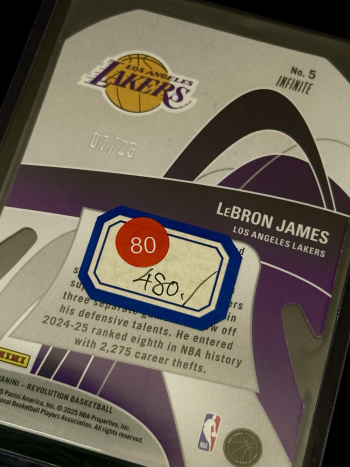 LOS ANGELES
LAKERS
No. 5
INFINITE
07/25
LEBRON JAMES
LOS ANGELES LAKERS
80
480./
three separate
his defensive talents. He entered
2024-25 ranked eighth in NBA history
with 2,275 career thefts.
PANINI
PANINI - REVOLUTION BASKETBALL
Panini America, Inc. © 2025 NBA Properties, Inc.
National Basketball Players Association. All rights reserved.
NBA